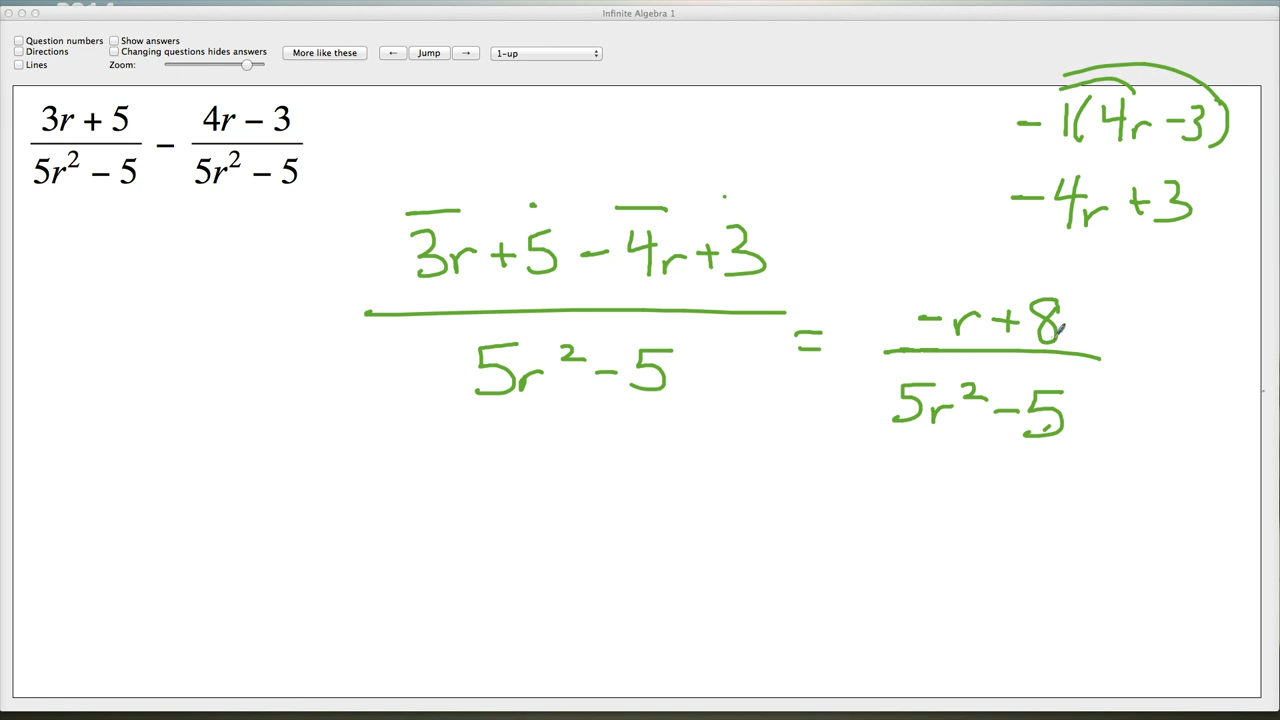 Infinite Algebra 1
Question numbers
Show answers
Directions
Changing questions hides answers
Lines
Zoom:
More like these
←
Jump
→
1-up
3r + 5
5r² − 5
−
4r − 3
5r² − 5
-1(4r-3)
-4r+3
3r+5-4r+3
5r²-5
=
-r+8
5r²-5